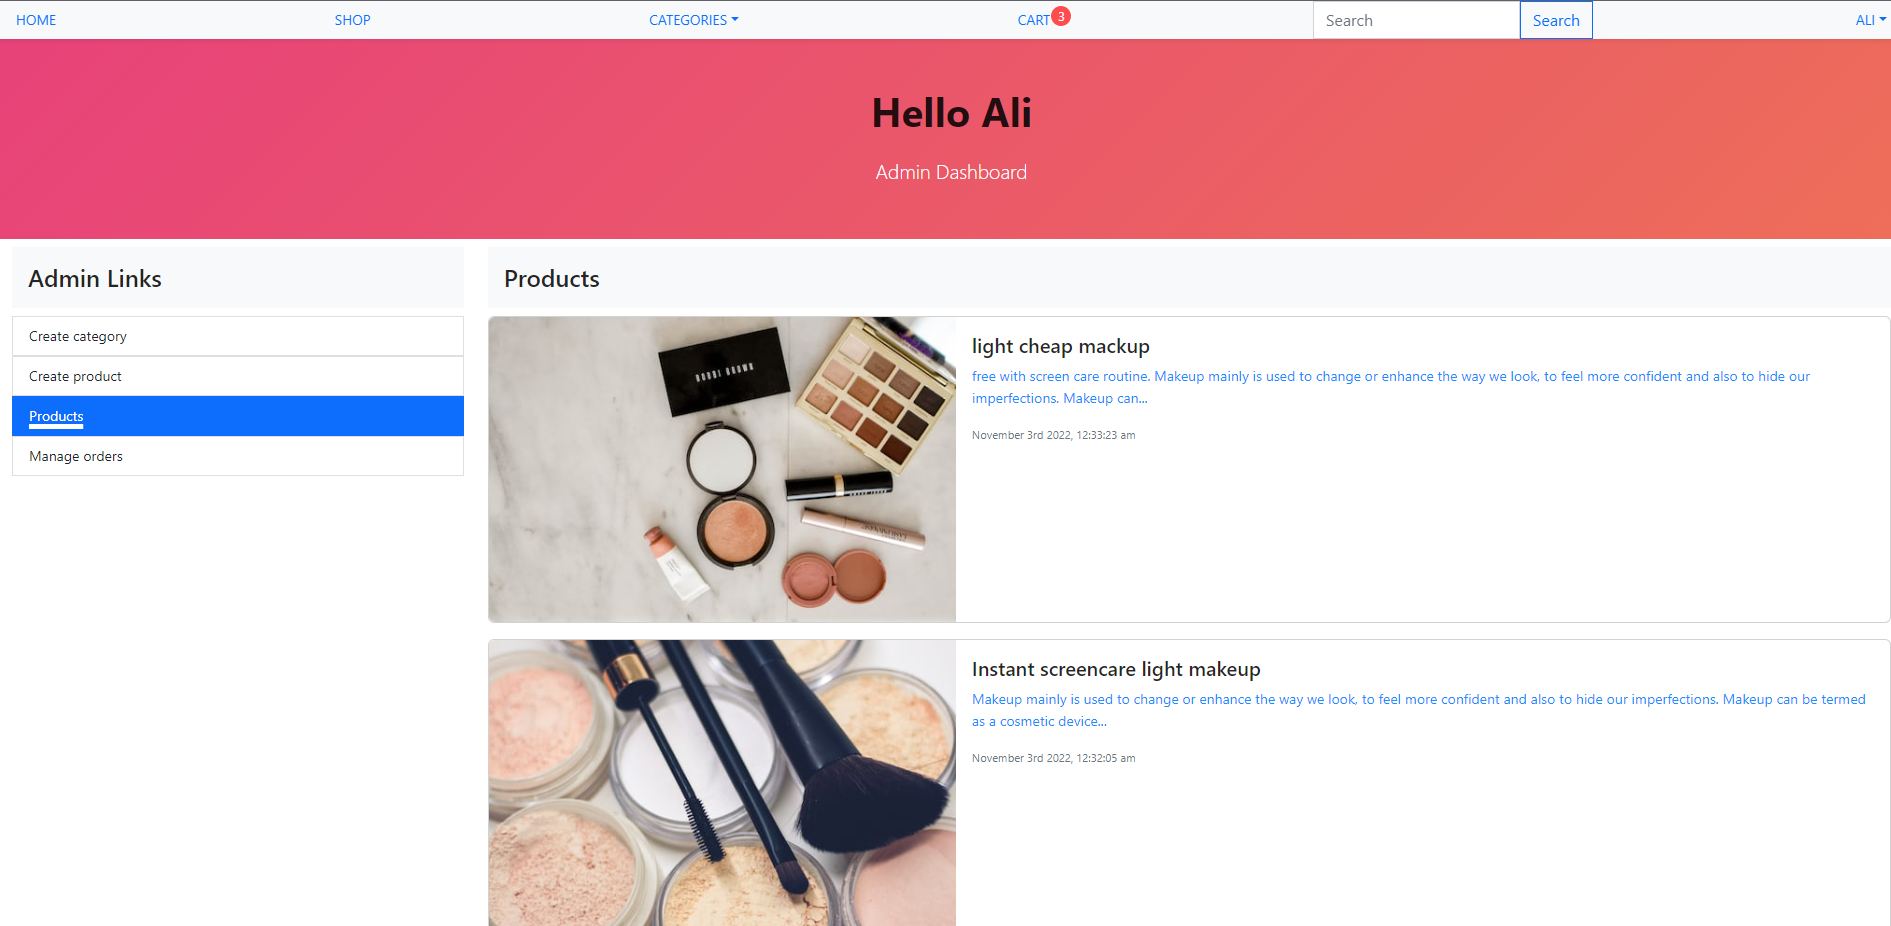 HOME
SHOP
CATEGORIES
CART 3
Search
Search
ALI
Hello Ali
Admin Dashboard
Admin Links
Create category
Create product
Products
Manage orders
Products
BOBBI BROWN
light cheap mackup
free with screen care routine. Makeup mainly is used to change or enhance the way we look, to feel more confident and also to hide our
imperfections. Makeup can...
November 3rd 2022, 12:33:23 am
Instant screencare light makeup
Makeup mainly is used to change or enhance the way we look, to feel more confident and also to hide our imperfections. Makeup can be termed
as a cosmetic device...
November 3rd 2022, 12:32:05 am